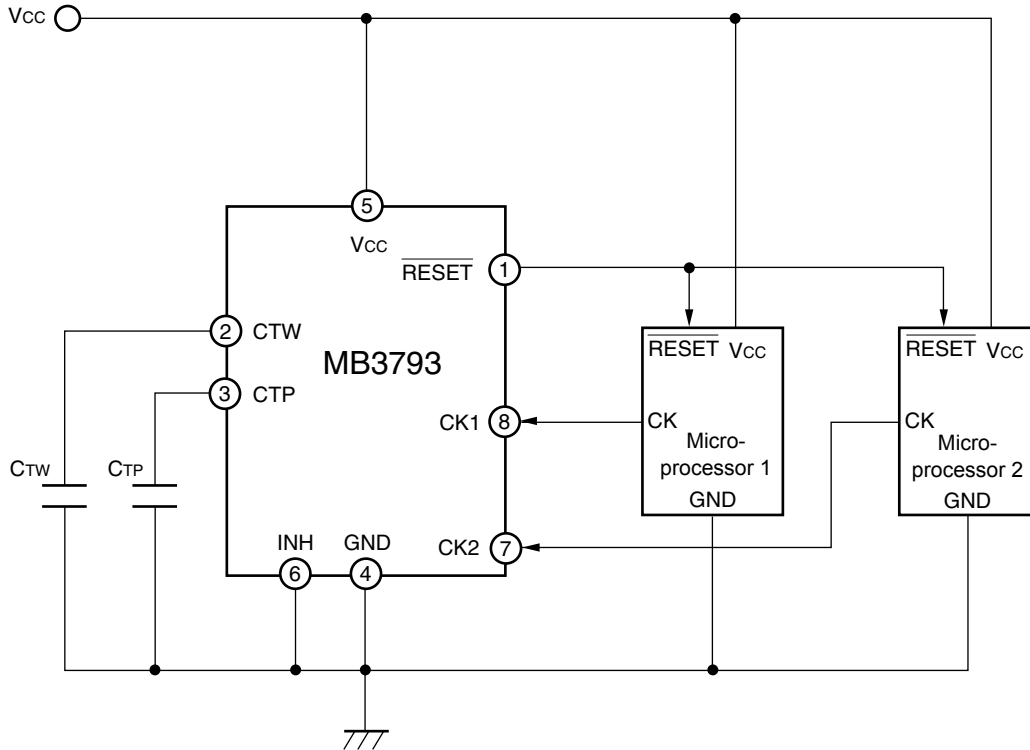 VCC
5
VCC
RESET
1
2
CTW
MB3793
3
CTP
CK1
8
CTW
CTP
INH
GND
CK2
7
6
4
RESET
VCC
CK
Micro-
processor 1
GND
RESET
VCC
CK
Micro-
processor 2
GND